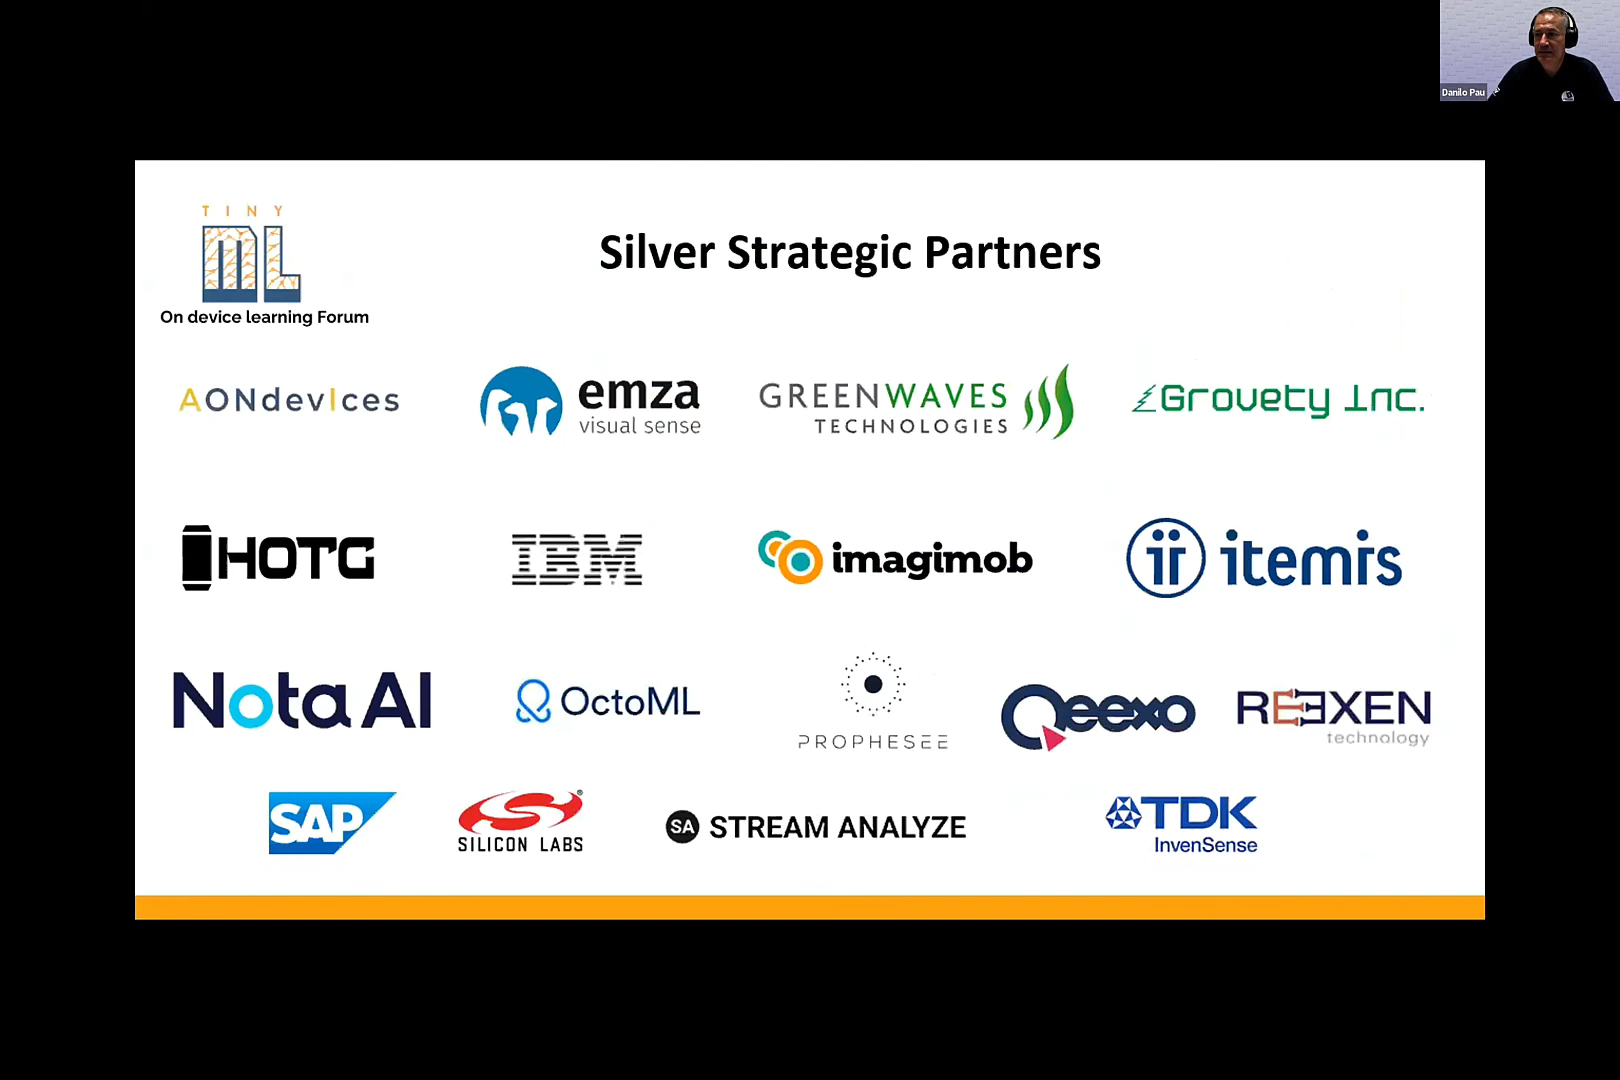 Danilo Pau
TINY
ML
On device learning Forum
Silver Strategic Partners
AONdevIces
emza
visual sense
GREENWAVES
TECHNOLOGIES
Grovety Inc.
HOTG
IBM
imagimob
itemis
Nota AI
OctoML
PROPHESEE
Qeexo
REEXEN
technology
SAP
SILICON LABS
SA STREAM ANALYZE
TDK
InvenSense